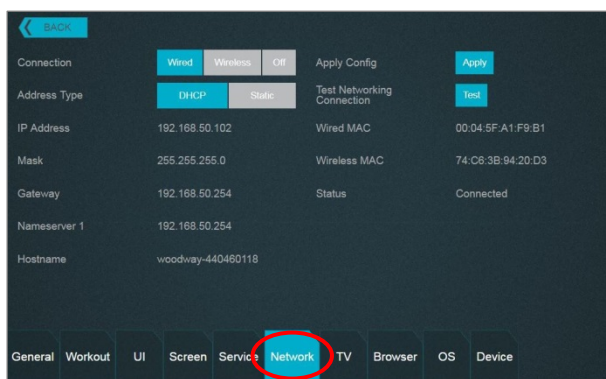 BACK
Connection Wired Wireless Off Apply Config Apply
Address Type DHCP Static Test Networking
Connection Test
IP Address 192.168.50.102 Wired MAC 00:04:5F:A1:F9:B1
Mask 255.255.255.0 Wireless MAC 74:C6:3B:94:20:D3
Gateway 192.168.50.254 Status Connected
Nameserver 1 192.168.50.254
Hostname woodway-440460118
General Workout UI Screen Service Network TV Browser OS Device